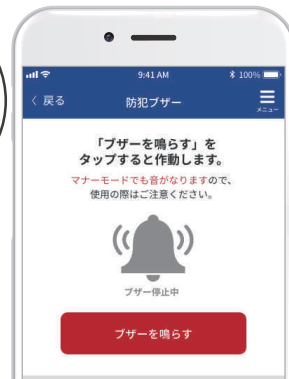 9:41 AM
100%
戻る
防犯ブザー
メニュー
「ブザーを鳴らす」を
タップすると作動します。
マナーモードでも音がなりますので、
使用の際はご注意ください。
ブザー停止中
ブザーを鳴らす